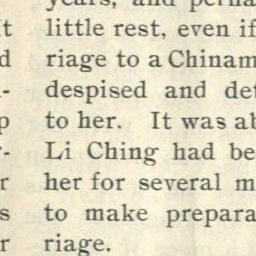 years, and perha
little rest, even if
riage to a Chinam
despised and det
to her. It was ab
Li Ching had be
her for several m
to make prepara
riage.